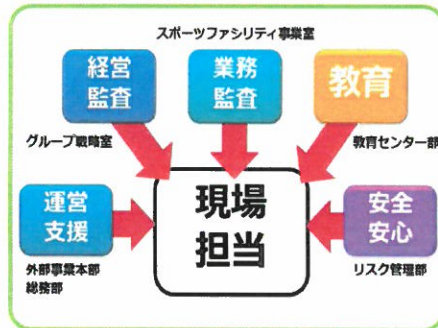 スポーツファシリティ事業室
経営
監査
業務
監査
教育
グループ戦略室
教育センター部
運営
支援
現場
担当
安全
安心
外部事業本部
総務部
リスク管理部